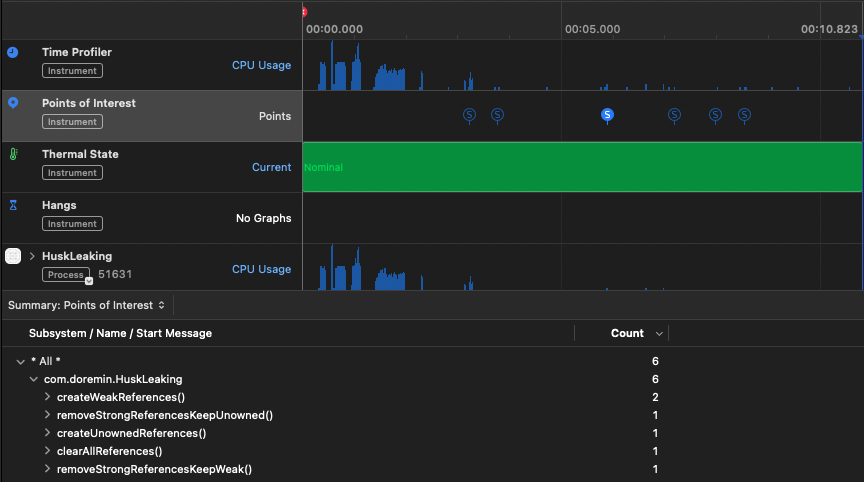 00:00.000 00:05.000 00:10.823
Time Profiler
Instrument
CPU Usage
Points of Interest
Instrument
Points
S S S S S S
Thermal State
Instrument
Current
Nominal
Hangs
Instrument
No Graphs
HuskLeaking
Process 51631
CPU Usage
Summary: Points of Interest
Subsystem / Name / Start Message Count
* All * 6
com.doremin.HuskLeaking 6
createWeakReferences() 2
removeStrongReferencesKeepUnowned() 1
createUnownedReferences() 1
clearAllReferences() 1
removeStrongReferencesKeepWeak() 1